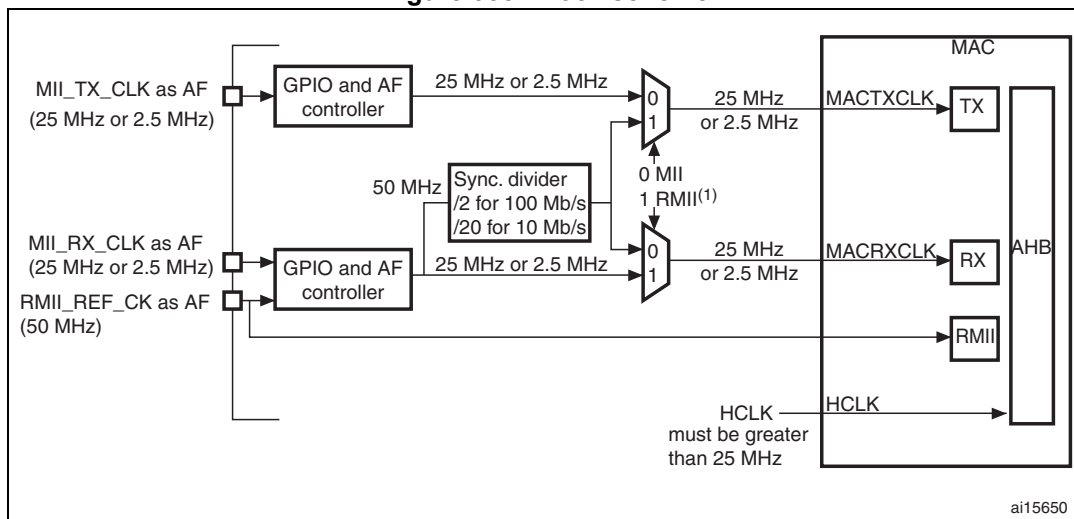 MAC
MII_TX_CLK as AF
(25 MHz or 2.5 MHz)
GPIO and AF
controller
25 MHz or 2.5 MHz
0
1
25 MHz
or 2.5 MHz
MACTXCLK
TX
50 MHz
Sync. divider
/2 for 100 Mb/s
/20 for 10 Mb/s
0 MII
1 RMII(1)
MII_RX_CLK as AF
(25 MHz or 2.5 MHz)
GPIO and AF
controller
25 MHz or 2.5 MHz
0
1
25 MHz
or 2.5 MHz
MACRXCLK
RX
AHB
RMII_REF_CK as AF
(50 MHz)
RMII
HCLK
must be greater
than 25 MHz
HCLK
ai15650